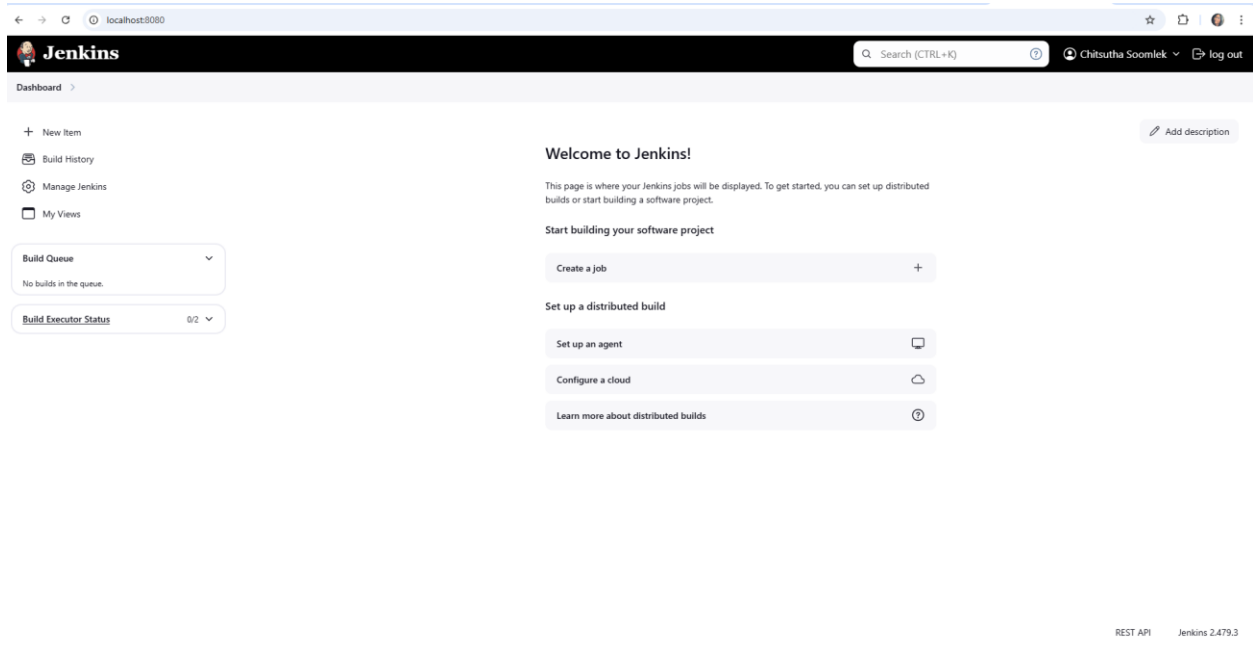 localhost:8080
Jenkins
Search (CTRL+K)
Chitsutha Soomlek
log out
Dashboard
New Item
Build History
Manage Jenkins
My Views
Build Queue
No builds in the queue.
Build Executor Status 0/2
Add description
Welcome to Jenkins!
This page is where your Jenkins jobs will be displayed. To get started, you can set up distributed
builds or start building a software project.
Start building your software project
Create a job
Set up a distributed build
Set up an agent
Configure a cloud
Learn more about distributed builds
REST API
Jenkins 2.479.3